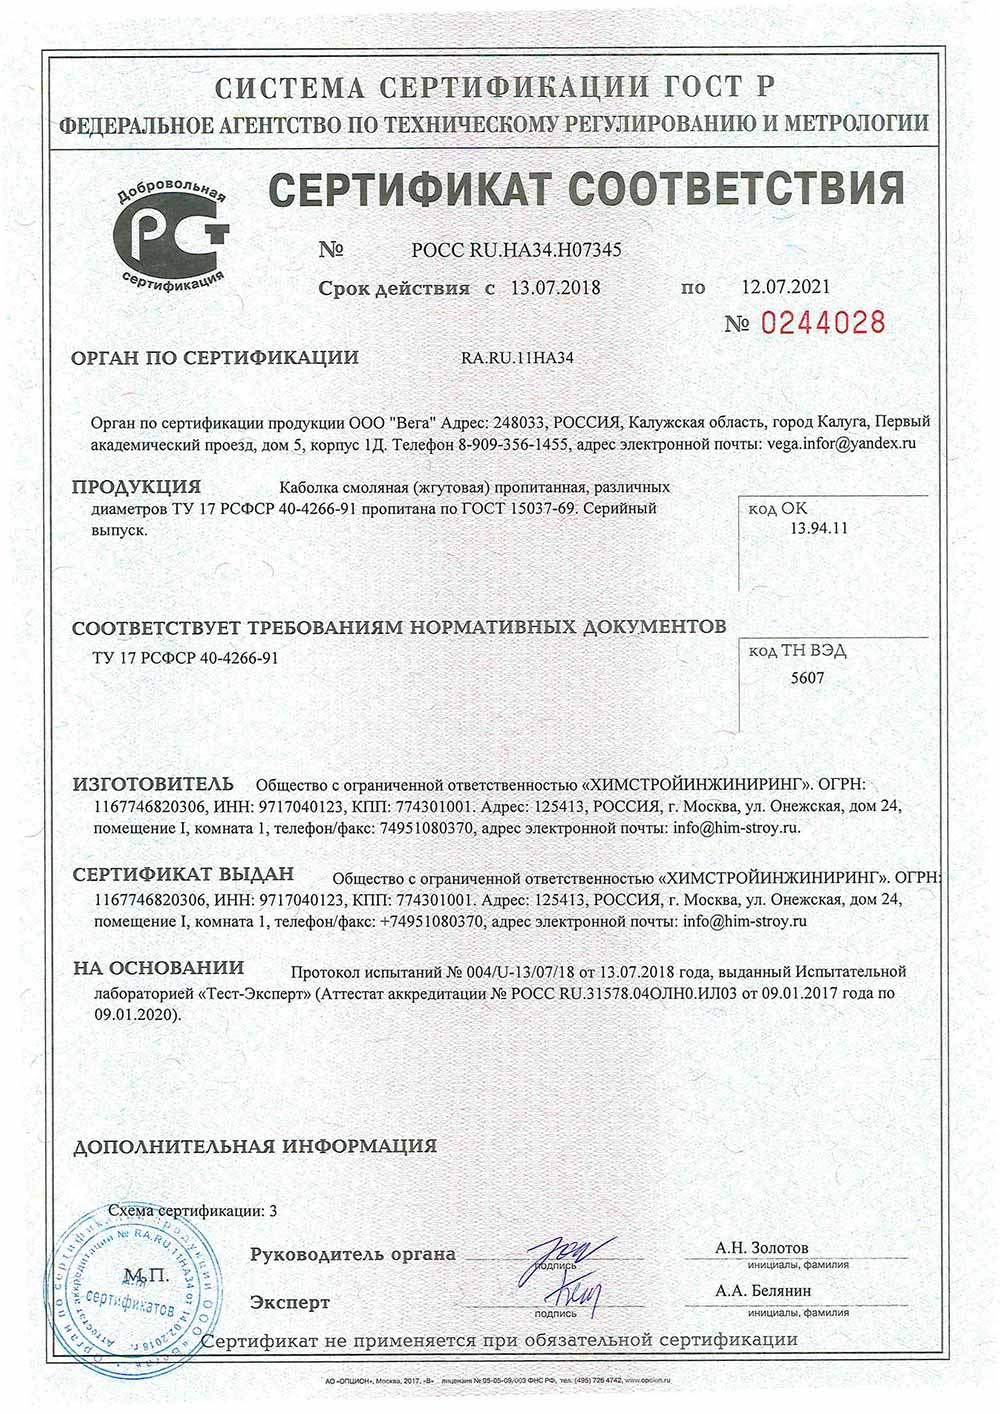 СИСТЕМА СЕРТИФИКАЦИИ ГОСТ Р
ФЕДЕРАЛЬНОЕ АГЕНТСТВО ПО ТЕХНИЧЕСКОМУ РЕГУЛИРОВАНИЮ И МЕТРОЛОГИИ
Добровольная
РСТ
сертификация
СЕРТИФИКАТ СООТВЕТСТВИЯ
№ РОСС RU.НА34.Н07345
Срок действия с 13.07.2018 по 12.07.2021
№ 0244028
ОРГАН ПО СЕРТИФИКАЦИИ RA.RU.11НА34
Орган по сертификации продукции ООО "Вега" Адрес: 248033, РОССИЯ, Калужская область, город Калуга, Первый
академический проезд, дом 5, корпус 1Д. Телефон 8-909-356-1455, адрес электронной почты: vega.infor@yandex.ru
ПРОДУКЦИЯ Каболка смоляная (жгутовая) пропитанная, различных
диаметров ТУ 17 РСФСР 40-4266-91 пропитана по ГОСТ 15037-69. Серийный
выпуск.
код ОК
13.94.11
СООТВЕТСТВУЕТ ТРЕБОВАНИЯМ НОРМАТИВНЫХ ДОКУМЕНТОВ
ТУ 17 РСФСР 40-4266-91
код ТН ВЭД
5607
ИЗГОТОВИТЕЛЬ Общество с ограниченной ответственностью «ХИМСТРОЙИНЖИНИРИНГ». ОГРН:
1167746820306, ИНН: 9717040123, КПП: 774301001. Адрес: 125413, РОССИЯ, г. Москва, ул. Онежская, дом 24,
помещение I, комната 1, телефон/факс: 74951080370, адрес электронной почты: info@him-stroy.ru.
СЕРТИФИКАТ ВЫДАН Общество с ограниченной ответственностью «ХИМСТРОЙИНЖИНИРИНГ». ОГРН:
1167746820306, ИНН: 9717040123, КПП: 774301001. Адрес: 125413, РОССИЯ, г. Москва, ул. Онежская, дом 24,
помещение I, комната 1, телефон/факс: +74951080370, адрес электронной почты: info@him-stroy.ru
НА ОСНОВАНИИ Протокол испытаний № 004/U-13/07/18 от 13.07.2018 года, выданный Испытательной
лабораторией «Тест-Эксперт» (Аттестат аккредитации № РОСС RU.31578.04ОЛН0.ИЛ03 от 09.01.2017 года по
09.01.2020).
ДОПОЛНИТЕЛЬНАЯ ИНФОРМАЦИЯ
Схема сертификации: 3
Орган по сертификации продукции ООО «Вега»
Аттестат аккредитации № RA.RU.11НА34 от 14.02.2018 г.
для
сертификатов
М.П.
Руководитель органа
подпись
А.Н. Золотов
инициалы, фамилия
Эксперт
подпись
А.А. Белянин
инициалы, фамилия
Сертификат не применяется при обязательной сертификации
АО «ОПЦИОН», Москва, 2017, «В» лицензия № 05-05-09/003 ФНС РФ, тел. (495) 726 4742, www.opcion.ru